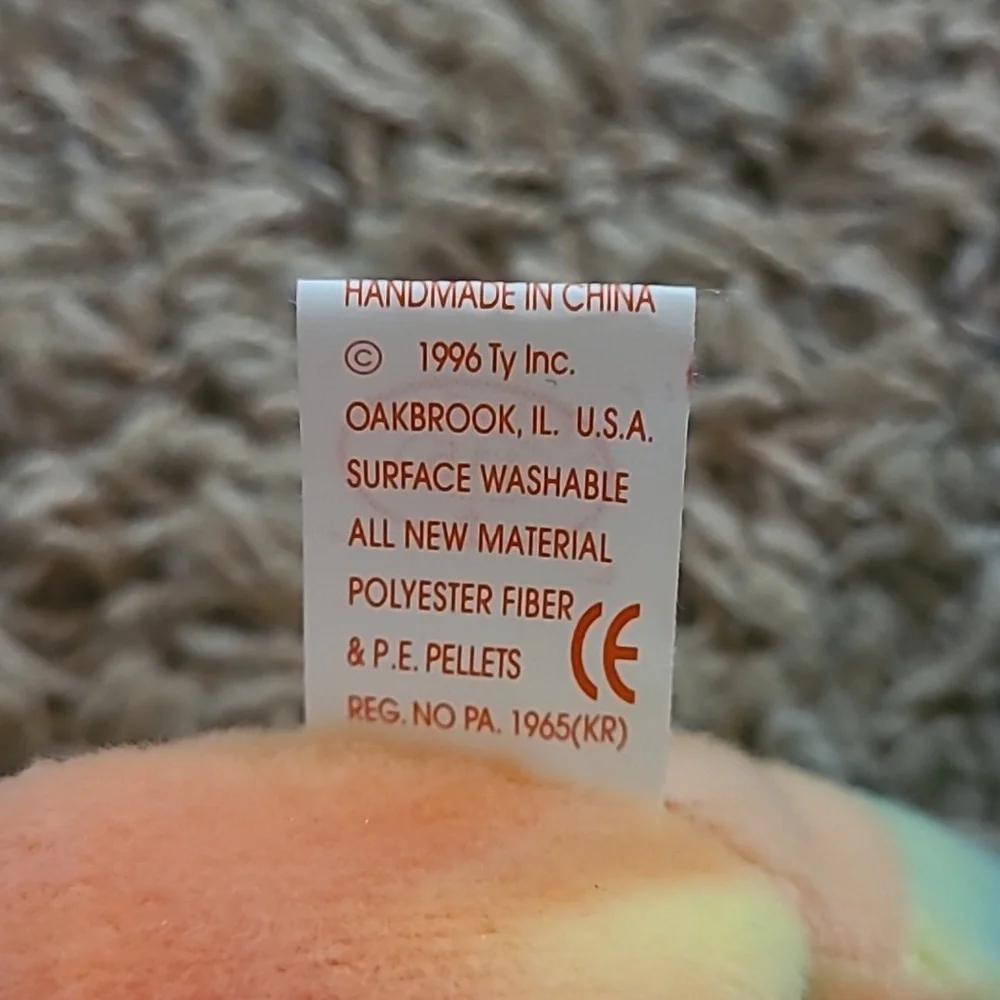 HANDMADE IN CHINA
© 1996 Ty Inc.
OAKBROOK, IL. U.S.A.
SURFACE WASHABLE
ALL NEW MATERIAL
POLYESTER FIBER
& P.E. PELLETS CE
REG. NO PA. 1965(KR)